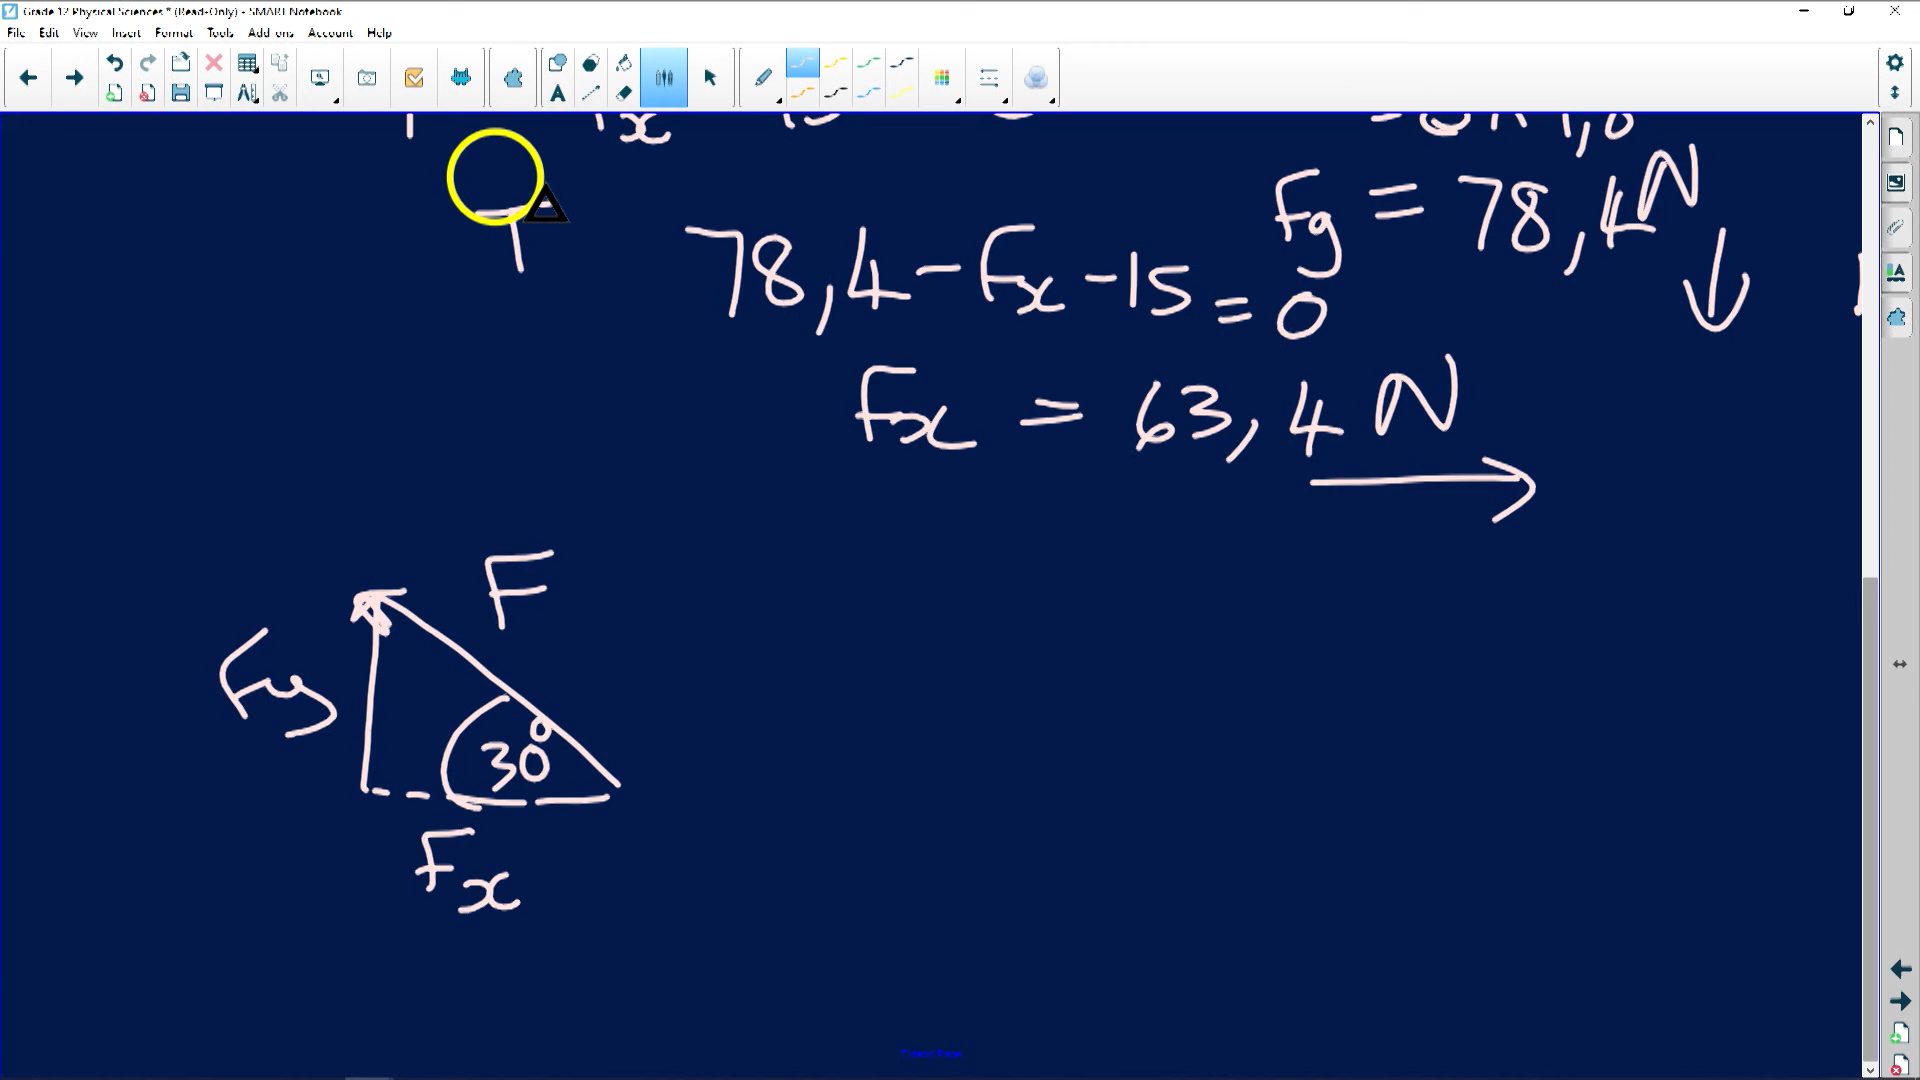 Grade 12 Physical Sciences * (Read-Only) - SMART Notebook
File Edit View Insert Format Tools Add-ons Account Help
Fg = 78,4N
78,4 - Fx - 15 = 0
Fx = 63,4 N
F
Fy
30°
Fx